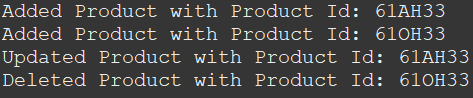 Added Product with Product Id: 61AH33
Added Product with Product Id: 61OH33
Updated Product with Product Id: 61AH33
Deleted Product with Product Id: 61OH33